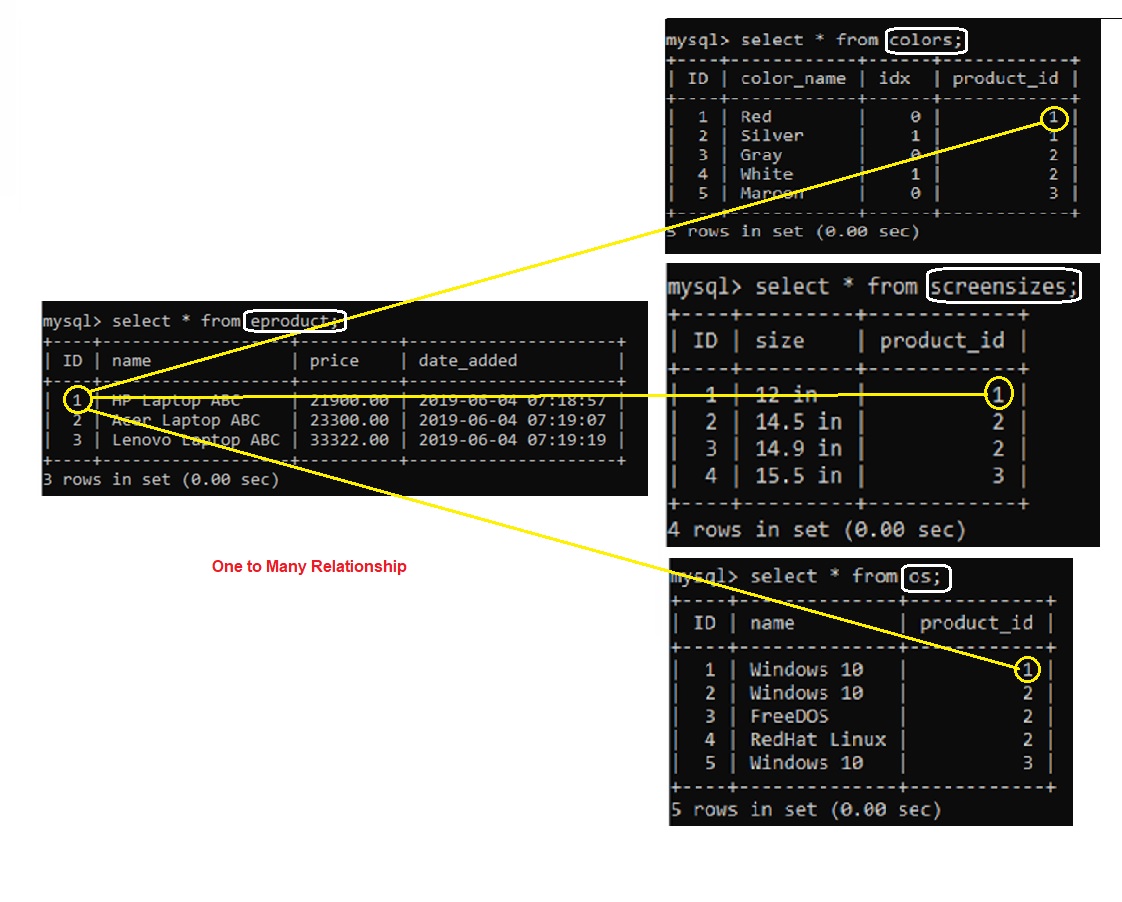 mysql> select * from colors;
+----+------------+------+------------+
| ID | color_name | idx | product_id |
+----+------------+------+------------+
| 1 | Red | 0 | 1 |
| 2 | Silver | 1 | 1 |
| 3 | Gray | 0 | 2 |
| 4 | White | 1 | 2 |
| 5 | Maroon | 0 | 3 |
+----+------------+------+------------+
5 rows in set (0.00 sec)
mysql> select * from screensizes;
+----+---------+------------+
| ID | size | product_id |
+----+---------+------------+
| 1 | 12 in | 1 |
| 2 | 14.5 in | 2 |
| 3 | 14.9 in | 2 |
| 4 | 15.5 in | 3 |
+----+---------+------------+
4 rows in set (0.00 sec)
mysql> select * from eproduct;
+----+-------------------+----------+---------------------+
| ID | name | price | date_added |
+----+-------------------+----------+---------------------+
| 1 | HP Laptop ABC | 21900.00 | 2019-06-04 07:18:57 |
| 2 | Acer Laptop ABC | 23300.00 | 2019-06-04 07:19:07 |
| 3 | Lenovo Laptop ABC | 33322.00 | 2019-06-04 07:19:19 |
+----+-------------------+----------+---------------------+
3 rows in set (0.00 sec)
One to Many Relationship
mysql> select * from os;
+----+--------------+------------+
| ID | name | product_id |
+----+--------------+------------+
| 1 | Windows 10 | 1 |
| 2 | Windows 10 | 2 |
| 3 | FreeDOS | 2 |
| 4 | RedHat Linux | 2 |
| 5 | Windows 10 | 3 |
+----+--------------+------------+
5 rows in set (0.00 sec)